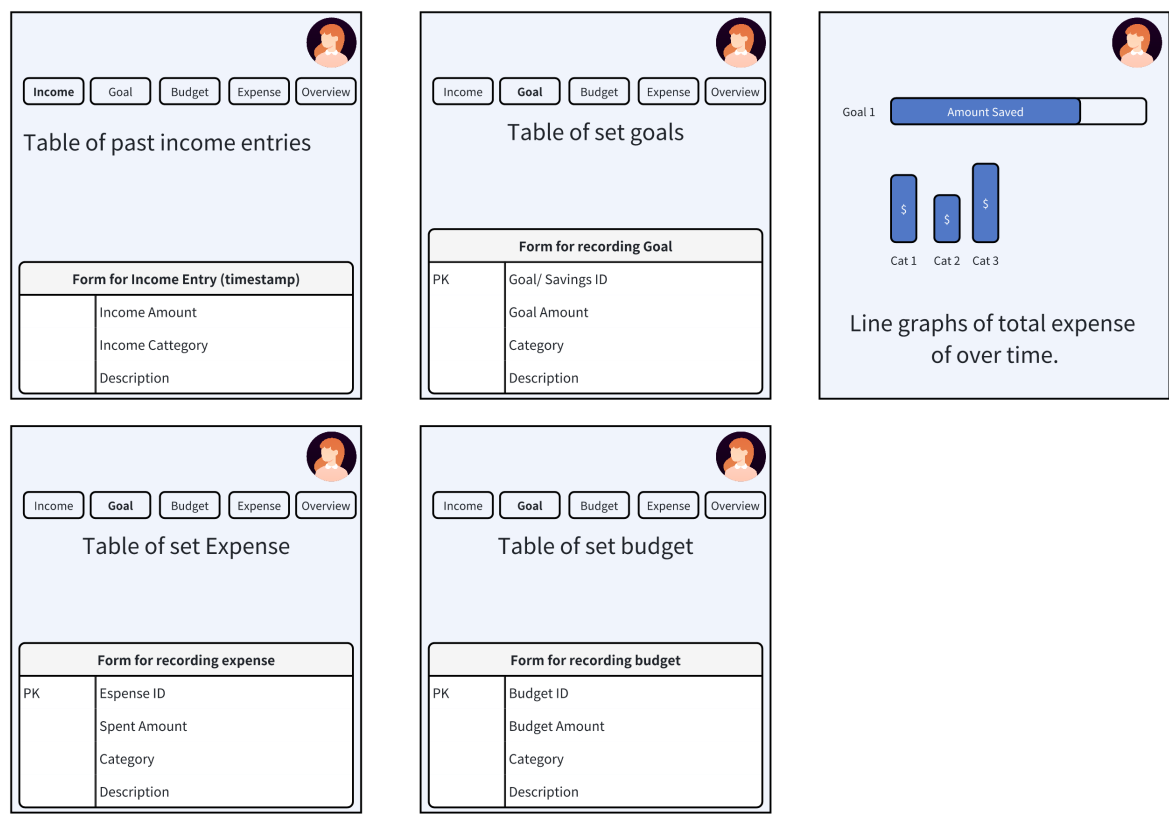 Income Goal Budget Expense Overview
Table of past income entries
Form for Income Entry (timestamp)
Income Amount
Income Cattegory
Description
Income Goal Budget Expense Overview
Table of set goals
Form for recording Goal
PK Goal/ Savings ID
Goal Amount
Category
Description
Goal 1 Amount Saved
$ $ $
Cat 1 Cat 2 Cat 3
Line graphs of total expense
of over time.
Income Goal Budget Expense Overview
Table of set Expense
Form for recording expense
PK Espense ID
Spent Amount
Category
Description
Income Goal Budget Expense Overview
Table of set budget
Form for recording budget
PK Budget ID
Budget Amount
Category
Description